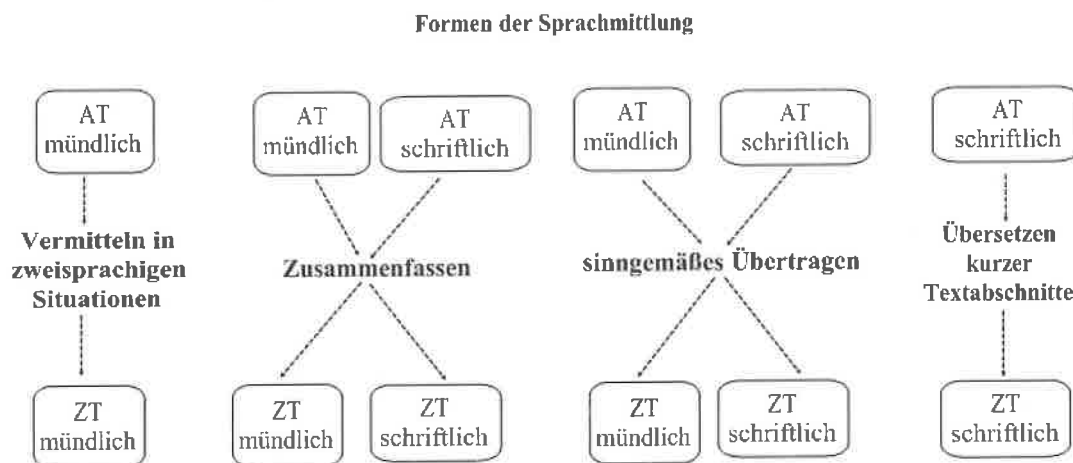 Formen der Sprachmittlung
AT
mündlich
AT
mündlich
AT
schriftlich
AT
mündlich
AT
schriftlich
AT
schriftlich
Vermitteln in
zweisprachigen
Situationen
Zusammenfassen
sinngemäßes Übertragen
Übersetzen
kurzer
Textabschnitte
ZT
mündlich
ZT
mündlich
ZT
schriftlich
ZT
mündlich
ZT
schriftlich
ZT
schriftlich